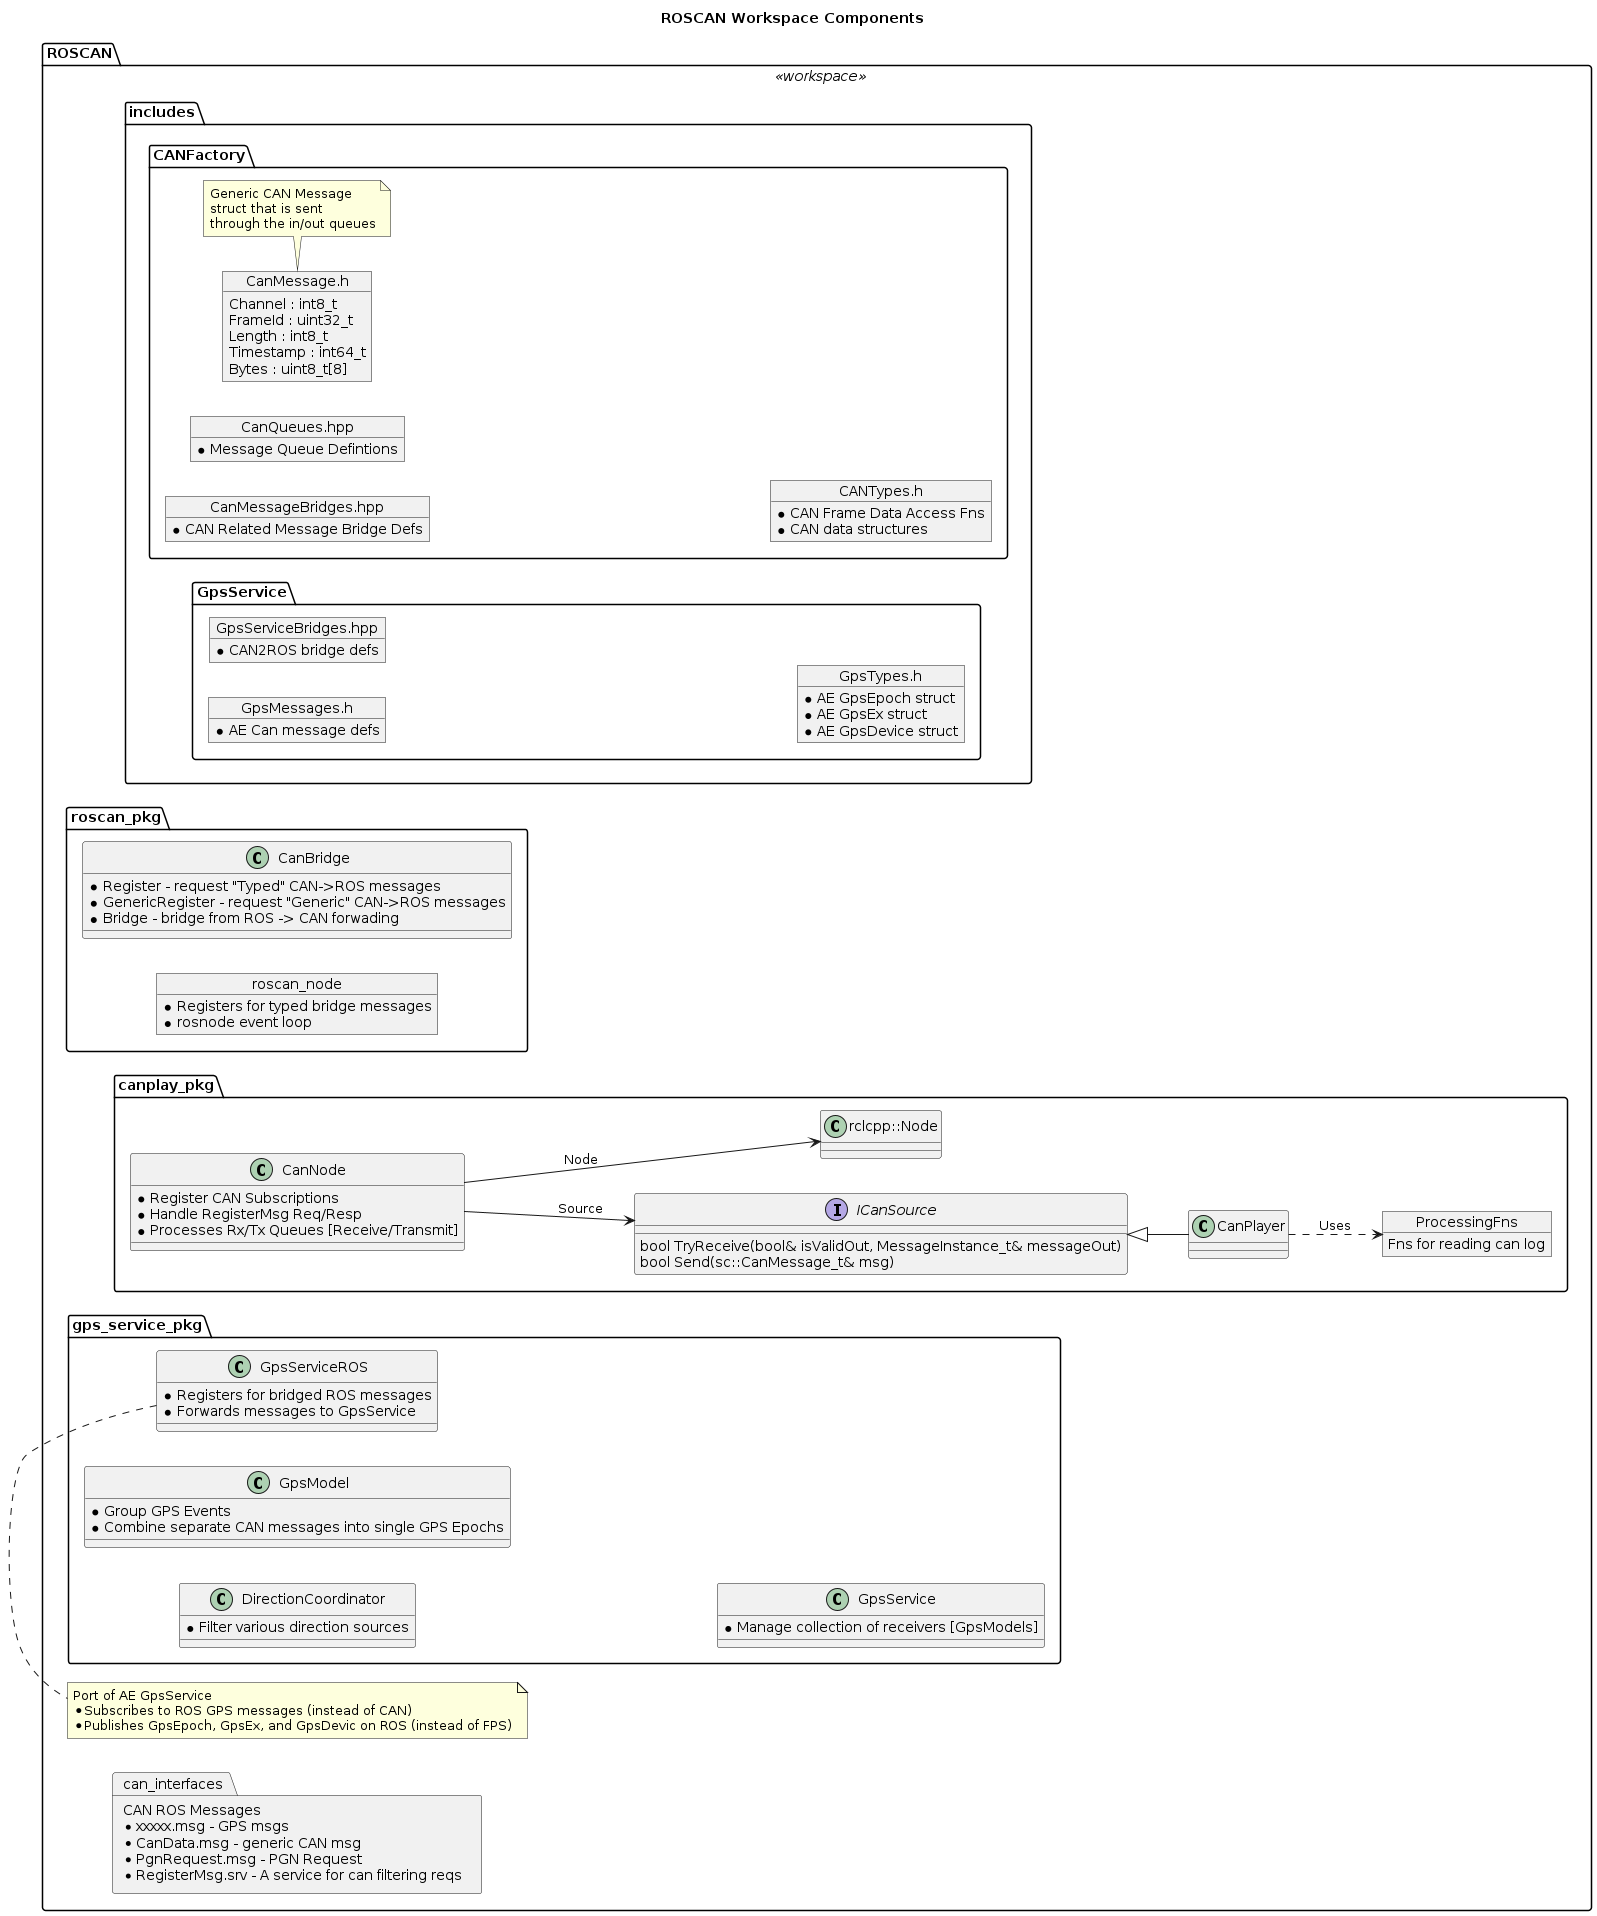 ROSCAN Workspace Components
ROSCAN
«workspace»
includes
CANFactory
Generic CAN Message
struct that is sent
through the in/out queues
CanMessage.h
Channel : int8_t
FrameId : uint32_t
Length : int8_t
Timestamp : int64_t
Bytes : uint8_t[8]
CanQueues.hpp
• Message Queue Defintions
CanMessageBridges.hpp
• CAN Related Message Bridge Defs
CANTypes.h
• CAN Frame Data Access Fns
• CAN data structures
GpsService
GpsServiceBridges.hpp
• CAN2ROS bridge defs
GpsMessages.h
• AE Can message defs
GpsTypes.h
• AE GpsEpoch struct
• AE GpsEx struct
• AE GpsDevice struct
roscan_pkg
C CanBridge
• Register - request "Typed" CAN->ROS messages
• GenericRegister - request "Generic" CAN->ROS messages
• Bridge - bridge from ROS -> CAN forwading
roscan_node
• Registers for typed bridge messages
• rosnode event loop
canplay_pkg
C CanNode
• Register CAN Subscriptions
• Handle RegisterMsg Req/Resp
• Processes Rx/Tx Queues [Receive/Transmit]
Node
Source
C rclcpp::Node
I ICanSource
bool TryReceive(bool& isValidOut, MessageInstance_t& messageOut)
bool Send(sc::CanMessage_t& msg)
C CanPlayer
Uses
ProcessingFns
Fns for reading can log
gps_service_pkg
C GpsServiceROS
• Registers for bridged ROS messages
• Forwards messages to GpsService
C GpsModel
• Group GPS Events
• Combine separate CAN messages into single GPS Epochs
C DirectionCoordinator
• Filter various direction sources
C GpsService
• Manage collection of receivers [GpsModels]
Port of AE GpsService
• Subscribes to ROS GPS messages (instead of CAN)
• Publishes GpsEpoch, GpsEx, and GpsDevic on ROS (instead of FPS)
can_interfaces
CAN ROS Messages
• xxxxx.msg - GPS msgs
• CanData.msg - generic CAN msg
• PgnRequest.msg - PGN Request
• RegisterMsg.srv - A service for can filtering reqs